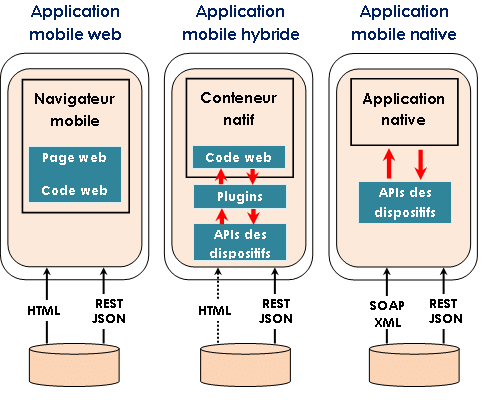 Application
mobile web
Navigateur
mobile
Page web
Code web
HTML
REST
JSON
Application
mobile hybride
Conteneur
natif
Code web
Plugins
APIs des
dispositifs
HTML
REST
JSON
Application
mobile native
Application
native
APIs des
dispositifs
SOAP
XML
REST
JSON